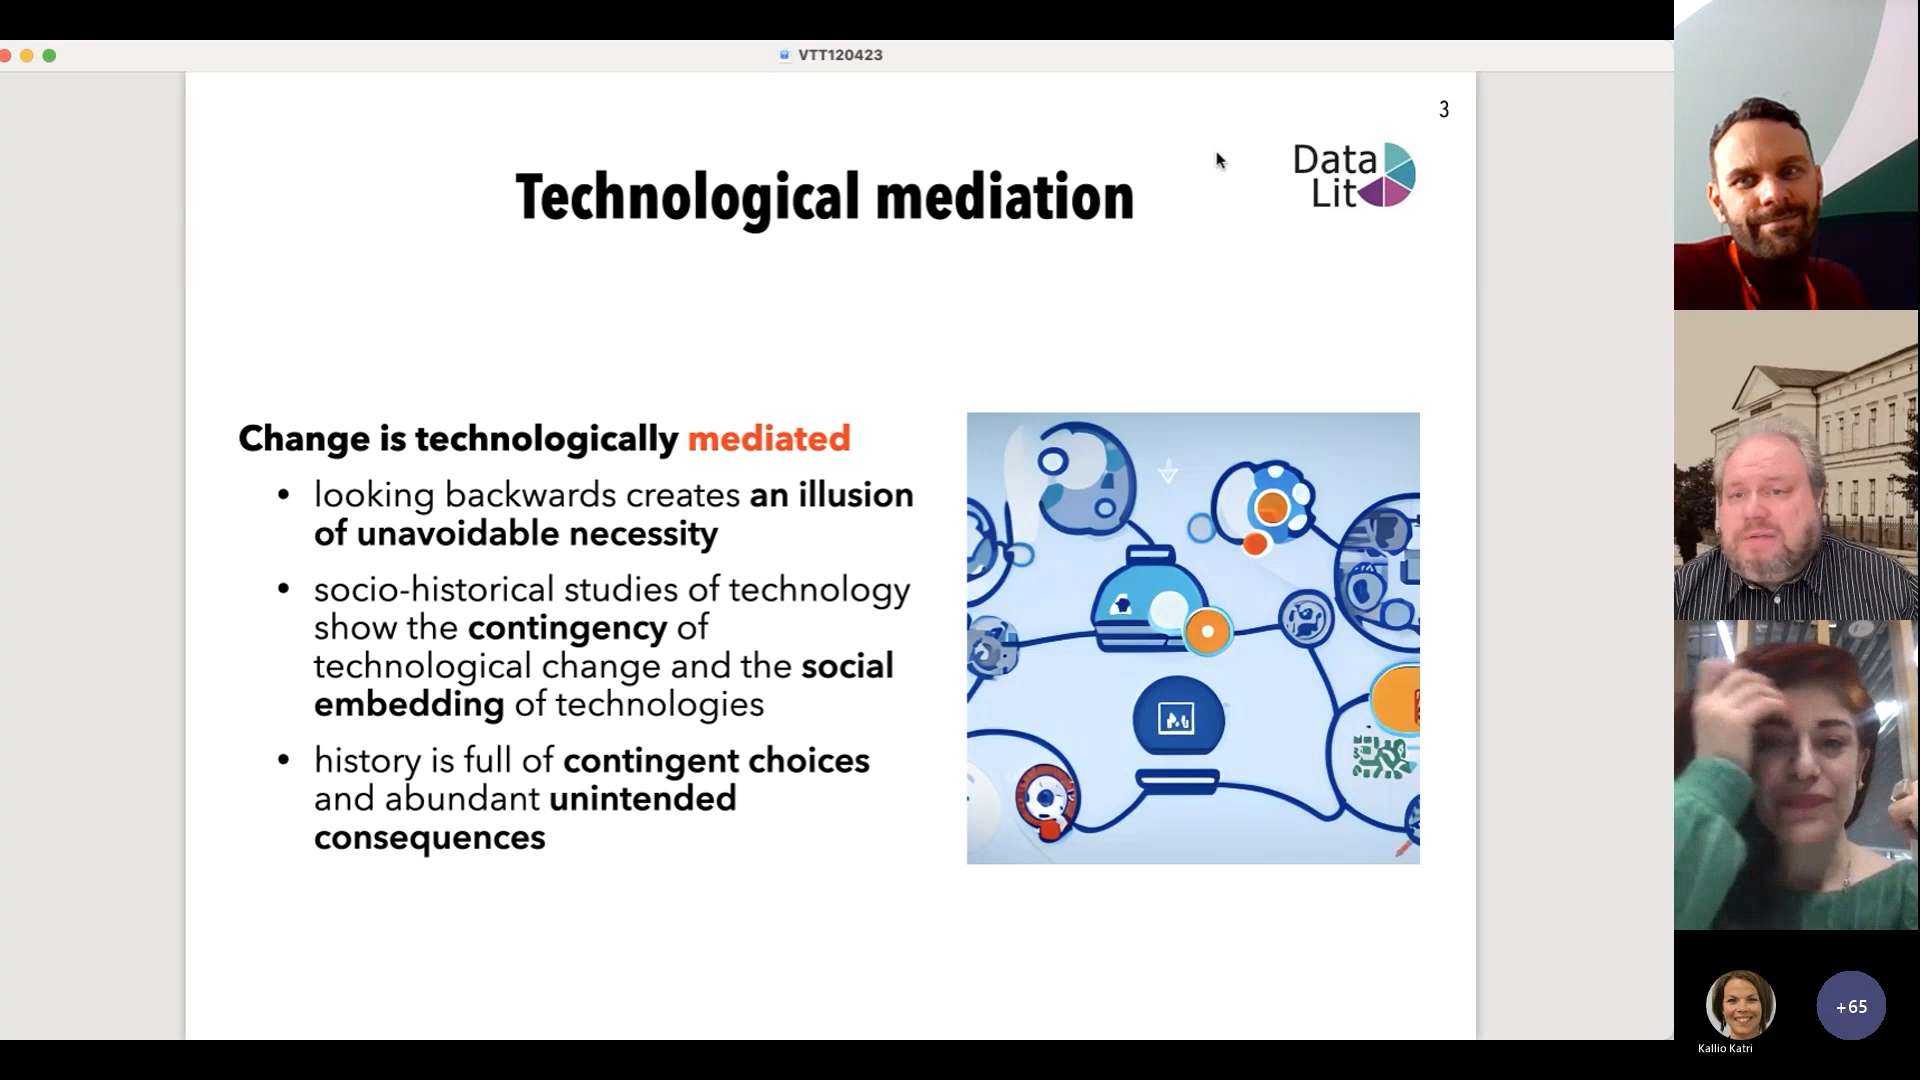 VTT120423
3
Data
Lit
Technological mediation
Change is technologically mediated
• looking backwards creates an illusion
of unavoidable necessity
• socio-historical studies of technology
show the contingency of
technological change and the social
embedding of technologies
• history is full of contingent choices
and abundant unintended
consequences
+65
Kallio Katri